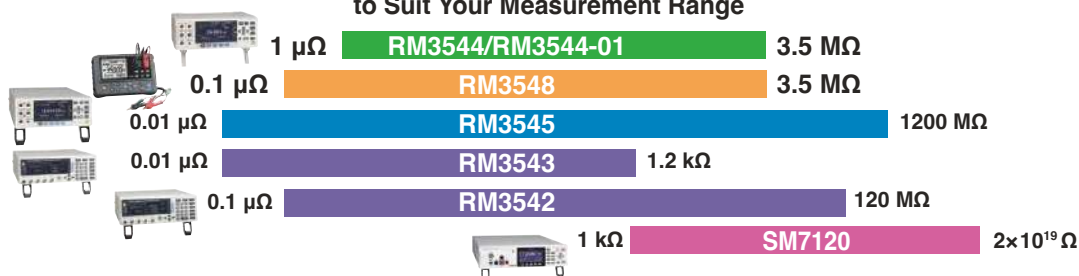 to Suit Your Measurement Range
1 µΩ RM3544/RM3544-01 3.5 MΩ
0.1 µΩ RM3548 3.5 MΩ
0.01 µΩ RM3545 1200 MΩ
0.01 µΩ RM3543 1.2 kΩ
0.1 µΩ RM3542 120 MΩ
1 kΩ SM7120 2×10¹⁹ Ω